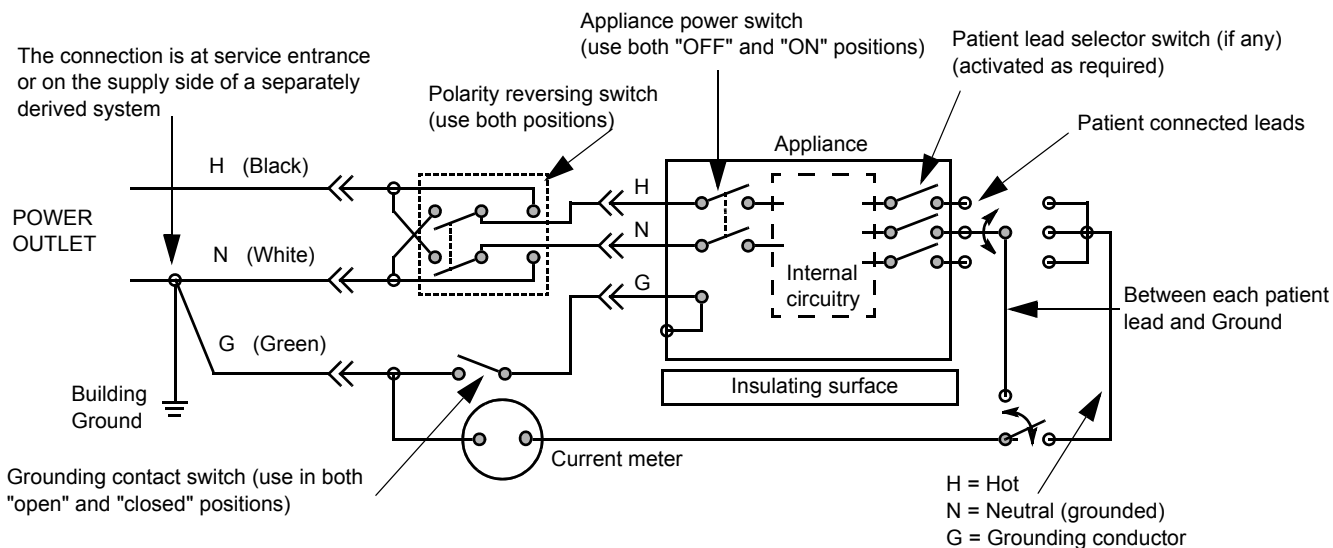 Appliance power switch
(use both "OFF" and "ON" positions)
Patient lead selector switch (if any)
(activated as required)
The connection is at service entrance
or on the supply side of a separately
derived system
Polarity reversing switch
(use both positions)
Patient connected leads
Appliance
H (Black)
H
POWER
OUTLET
N
N (White)
Internal
circuitry
G
Between each patient
lead and Ground
G (Green)
Insulating surface
Building
Ground
Current meter
Grounding contact switch (use in both
"open" and "closed" positions)
H = Hot
N = Neutral (grounded)
G = Grounding conductor